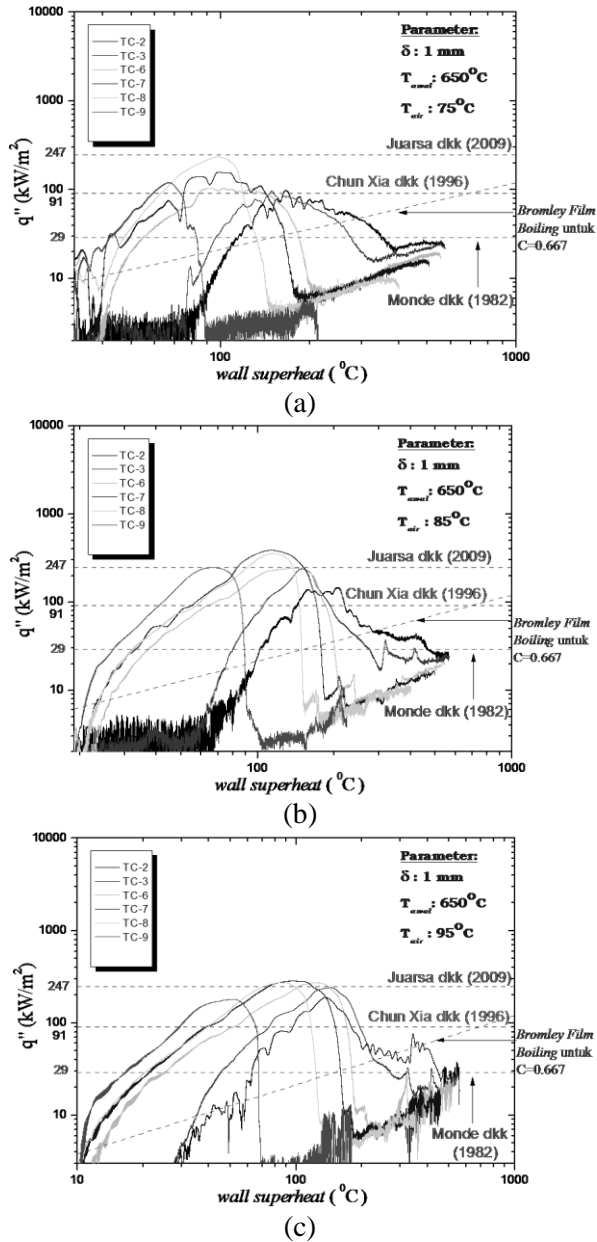 10000
1000
247
100
91
29
10
q" (kW/m²)
TC-2
TC-3
TC-6
TC-7
TC-8
TC-9
Parameter:
δ : 1 mm
T_awal : 650°C
T_air : 75°C
Juarsa dkk (2009)
Chun Xia dkk (1996)
Bromley Film
Boiling untuk
C=0.667
Monde dkk (1982)
100
1000
wall superheat ( °C)
(a)
10000
1000
247
100
91
29
10
q" (kW/m²)
TC-2
TC-3
TC-6
TC-7
TC-8
TC-9
Parameter:
δ : 1 mm
T_awal : 650°C
T_air : 85°C
Juarsa dkk (2009)
Chun Xia dkk (1996)
Bromley Film
Boiling untuk
C=0.667
Monde dkk (1982)
100
1000
wall superheat ( °C)
(b)
10000
1000
247
100
91
29
10
q" (kW/m²)
TC-2
TC-3
TC-6
TC-7
TC-8
TC-9
Parameter:
δ : 1 mm
T_awal : 650°C
T_air : 95°C
Juarsa dkk (2009)
Chun Xia dkk (1996)
Bromley Film
Boiling untuk
C=0.667
Monde dkk
(1982)
10
100
1000
wall superheat ( °C)
(c)